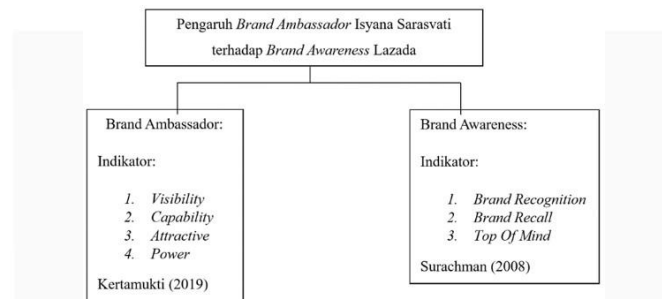 Pengaruh Brand Ambassador Isyana Sarasvati
terhadap Brand Awareness Lazada
Brand Ambassador:
Indikator:
1. Visibility
2. Capability
3. Attractive
4. Power
Kertamukti (2019)
Brand Awareness:
Indikator:
1. Brand Recognition
2. Brand Recall
3. Top Of Mind
Surachman (2008)